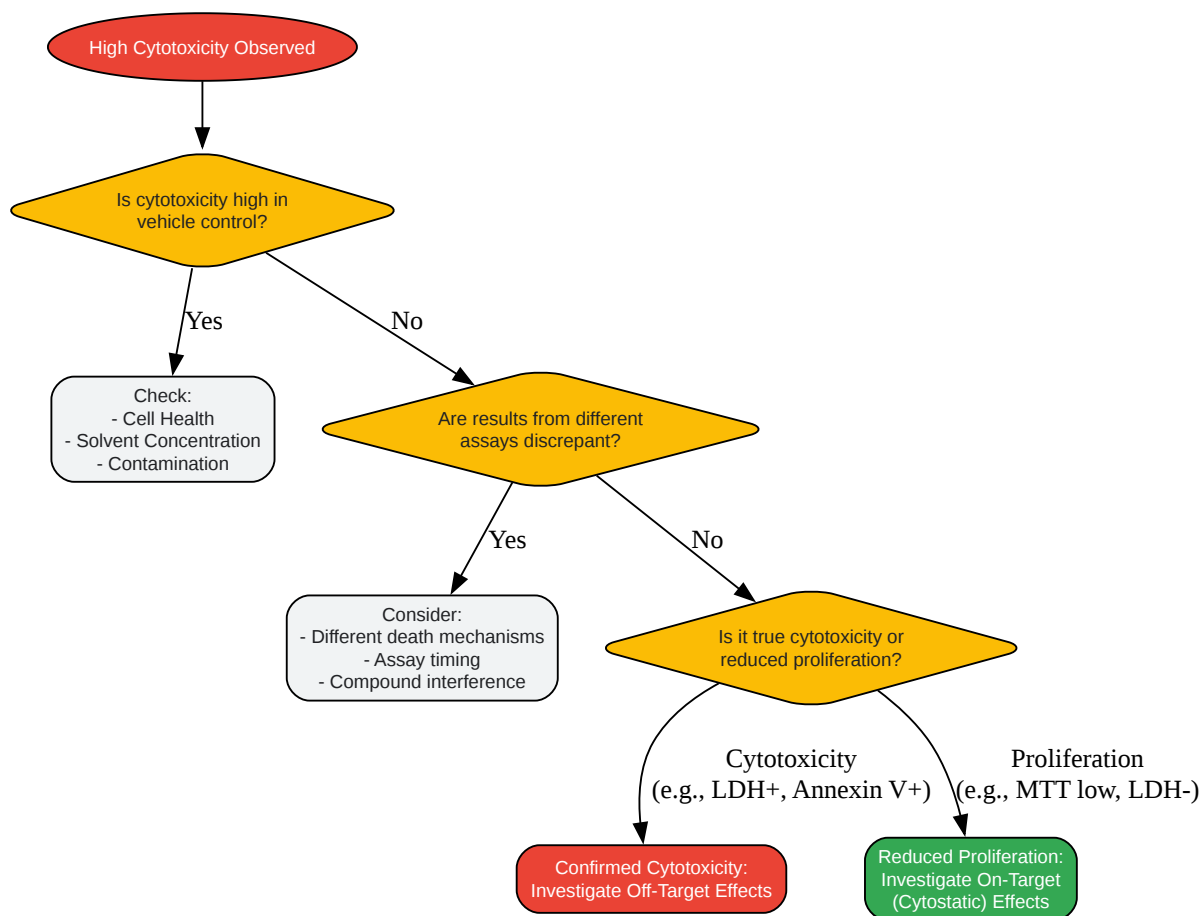 High Cytotoxicity Observed
Is cytotoxicity high in
vehicle control?
Yes
No
Check:
- Cell Health
- Solvent Concentration
- Contamination
Are results from different
assays discrepant?
Yes
No
Consider:
- Different death mechanisms
- Assay timing
- Compound interference
Is it true cytotoxicity or
reduced proliferation?
Cytotoxicity
(e.g., LDH+, Annexin V+)
Proliferation
(e.g., MTT low, LDH-)
Confirmed Cytotoxicity:
Investigate Off-Target Effects
Reduced Proliferation:
Investigate On-Target
(Cytostatic) Effects